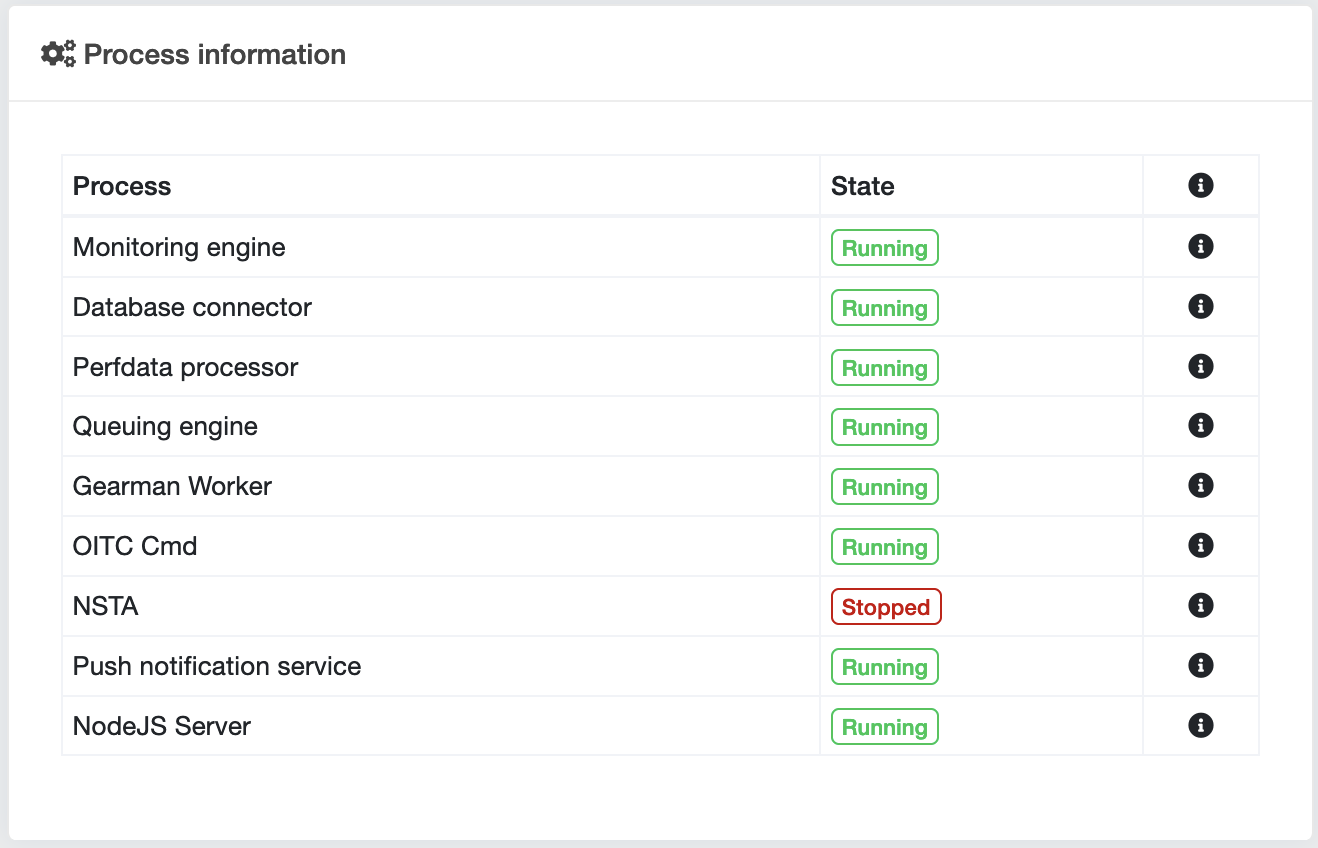 Process information
Process State
Monitoring engine Running
Database connector Running
Perfdata processor Running
Queuing engine Running
Gearman Worker Running
OITC Cmd Running
NSTA Stopped
Push notification service Running
NodeJS Server Running